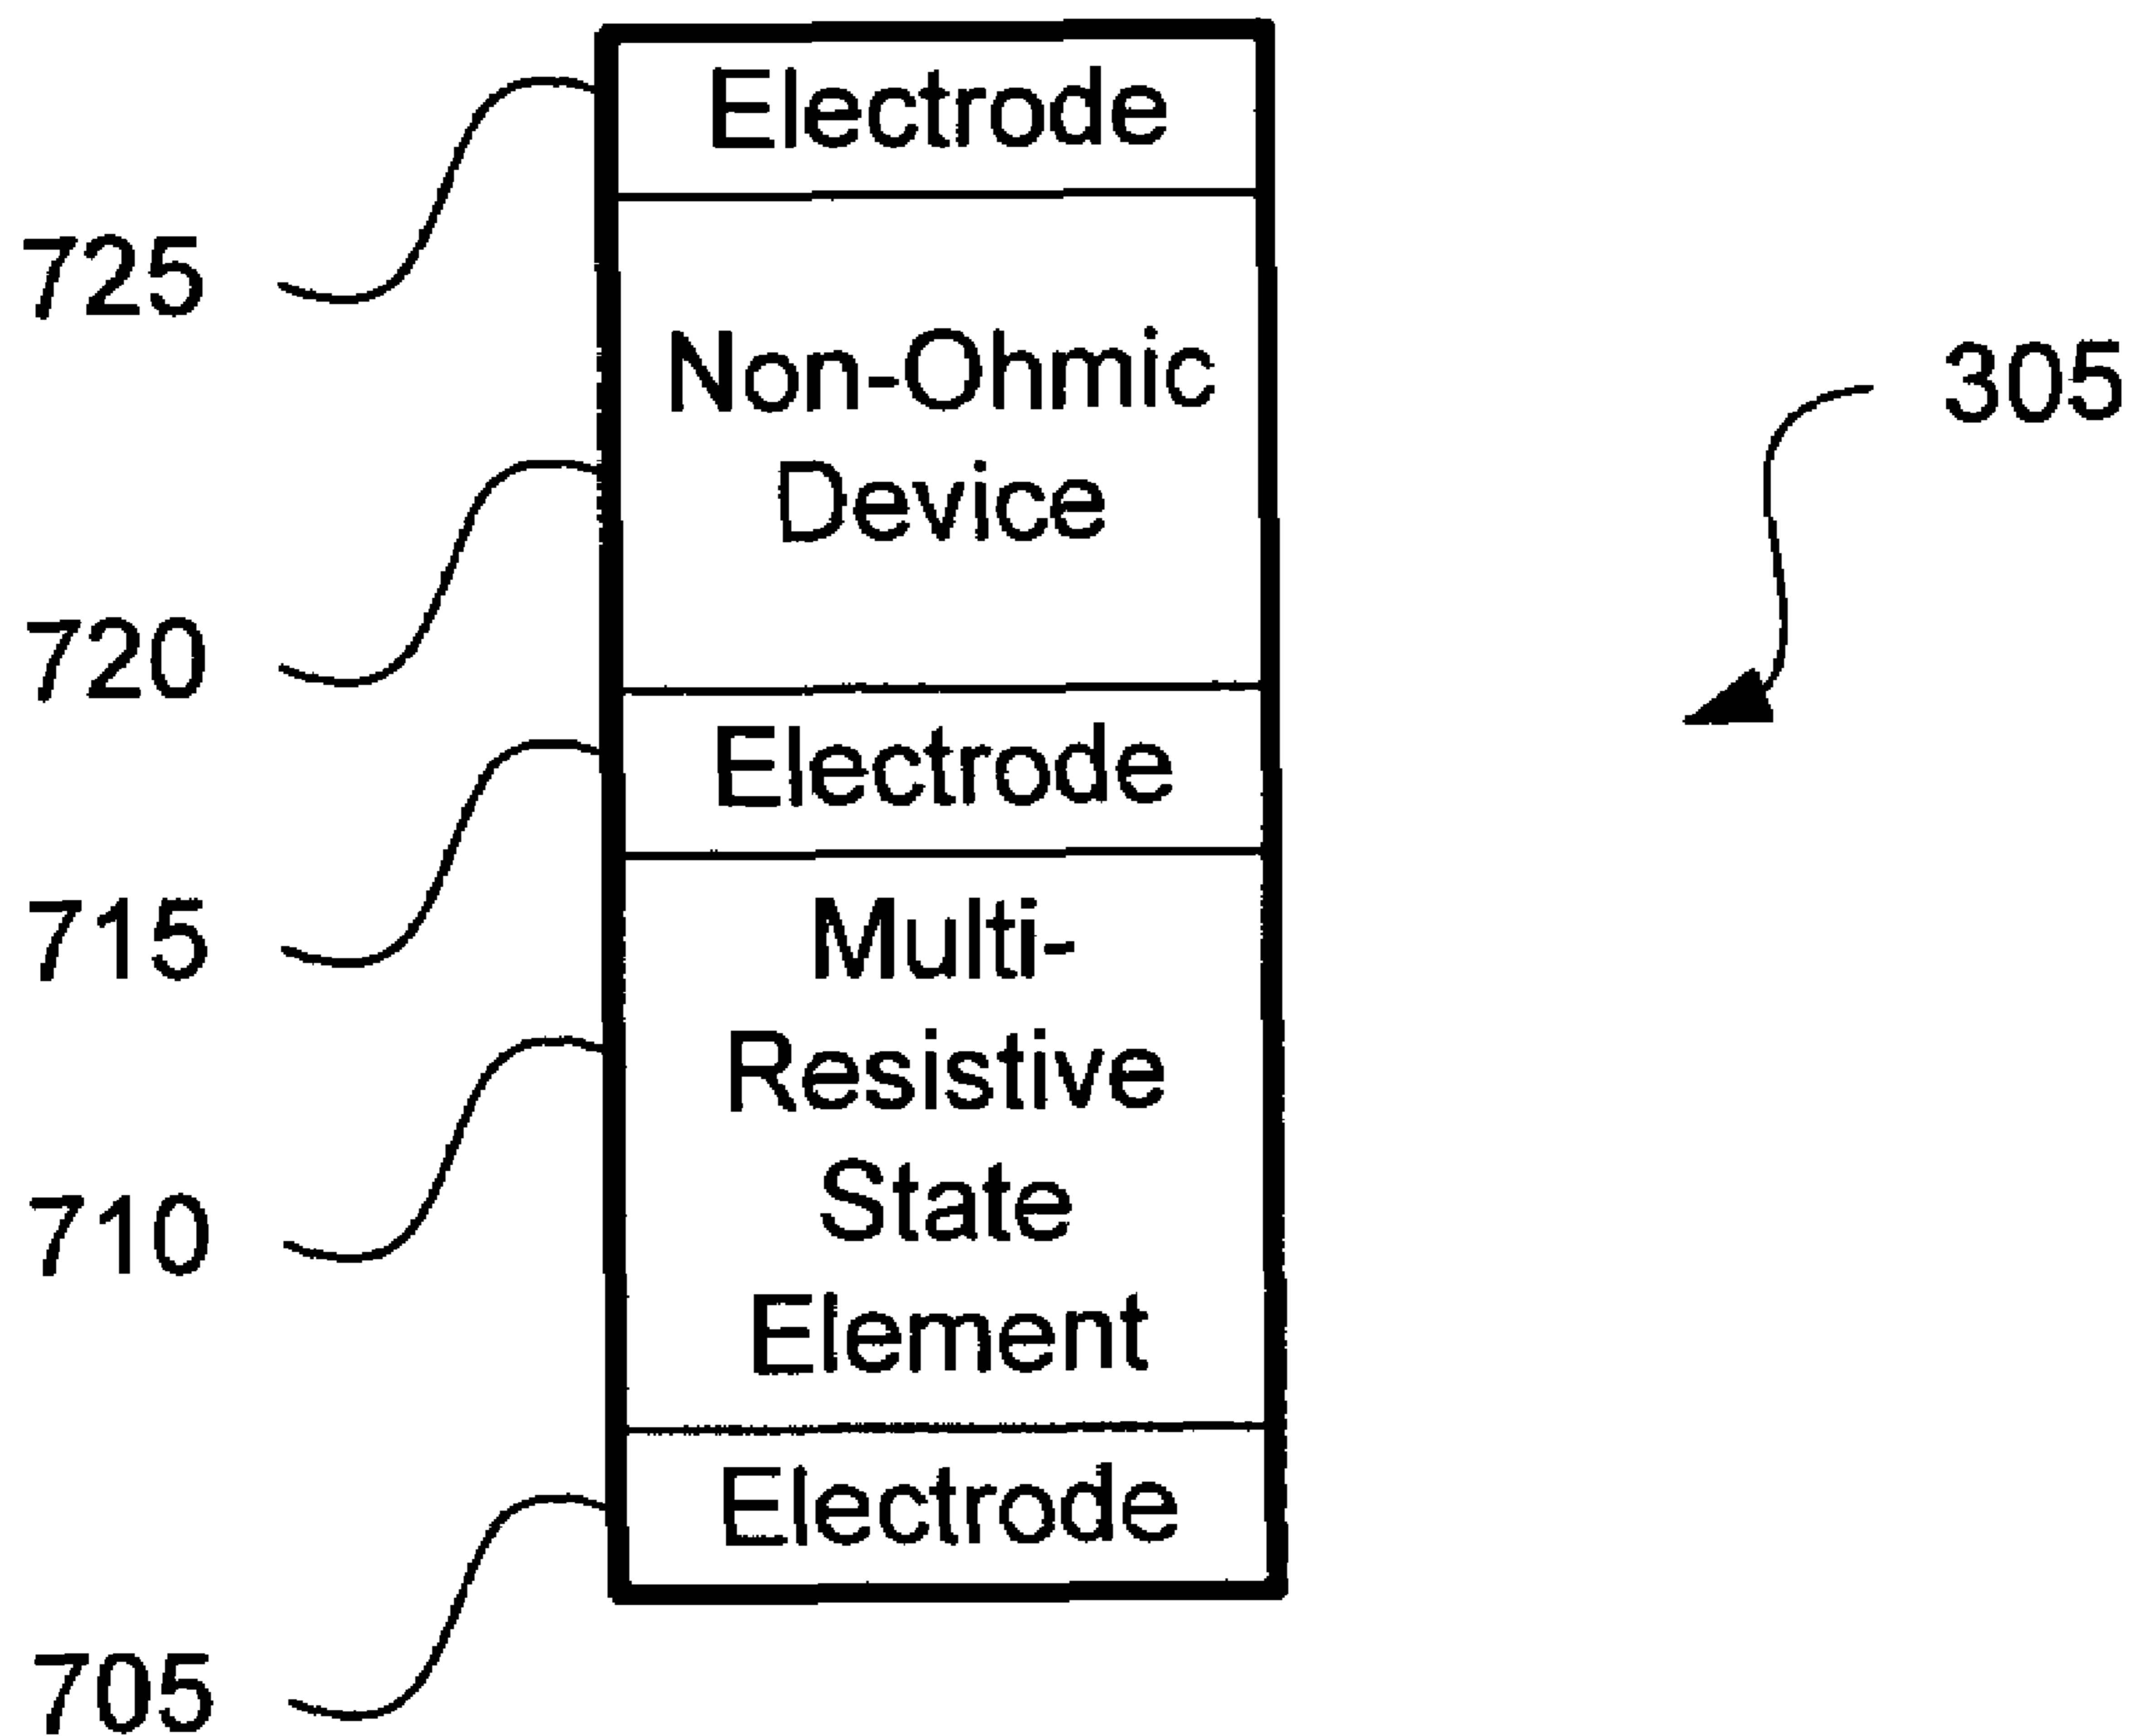 Electrode
725
Non-Ohmic
Device
305
720
Electrode
715
Multi-
Resistive
State
Element
710
Electrode
705